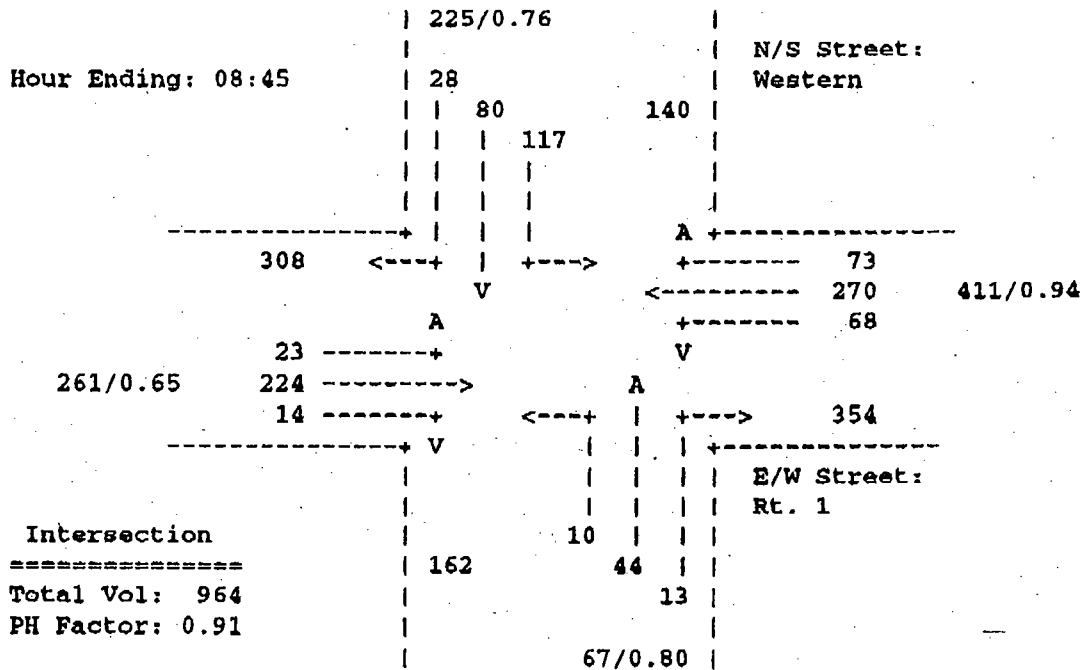 225/0.76
N/S Street:
Hour Ending: 08:45
28
Western
80
140
117
308
73
270
411/0.94
A
V
A
68
23
V
261/0.65
224
A
14
354
V
E/W Street:
Rt. 1
Intersection
10
162
44
Total Vol: 964
13
PH Factor: 0.91
67/0.80